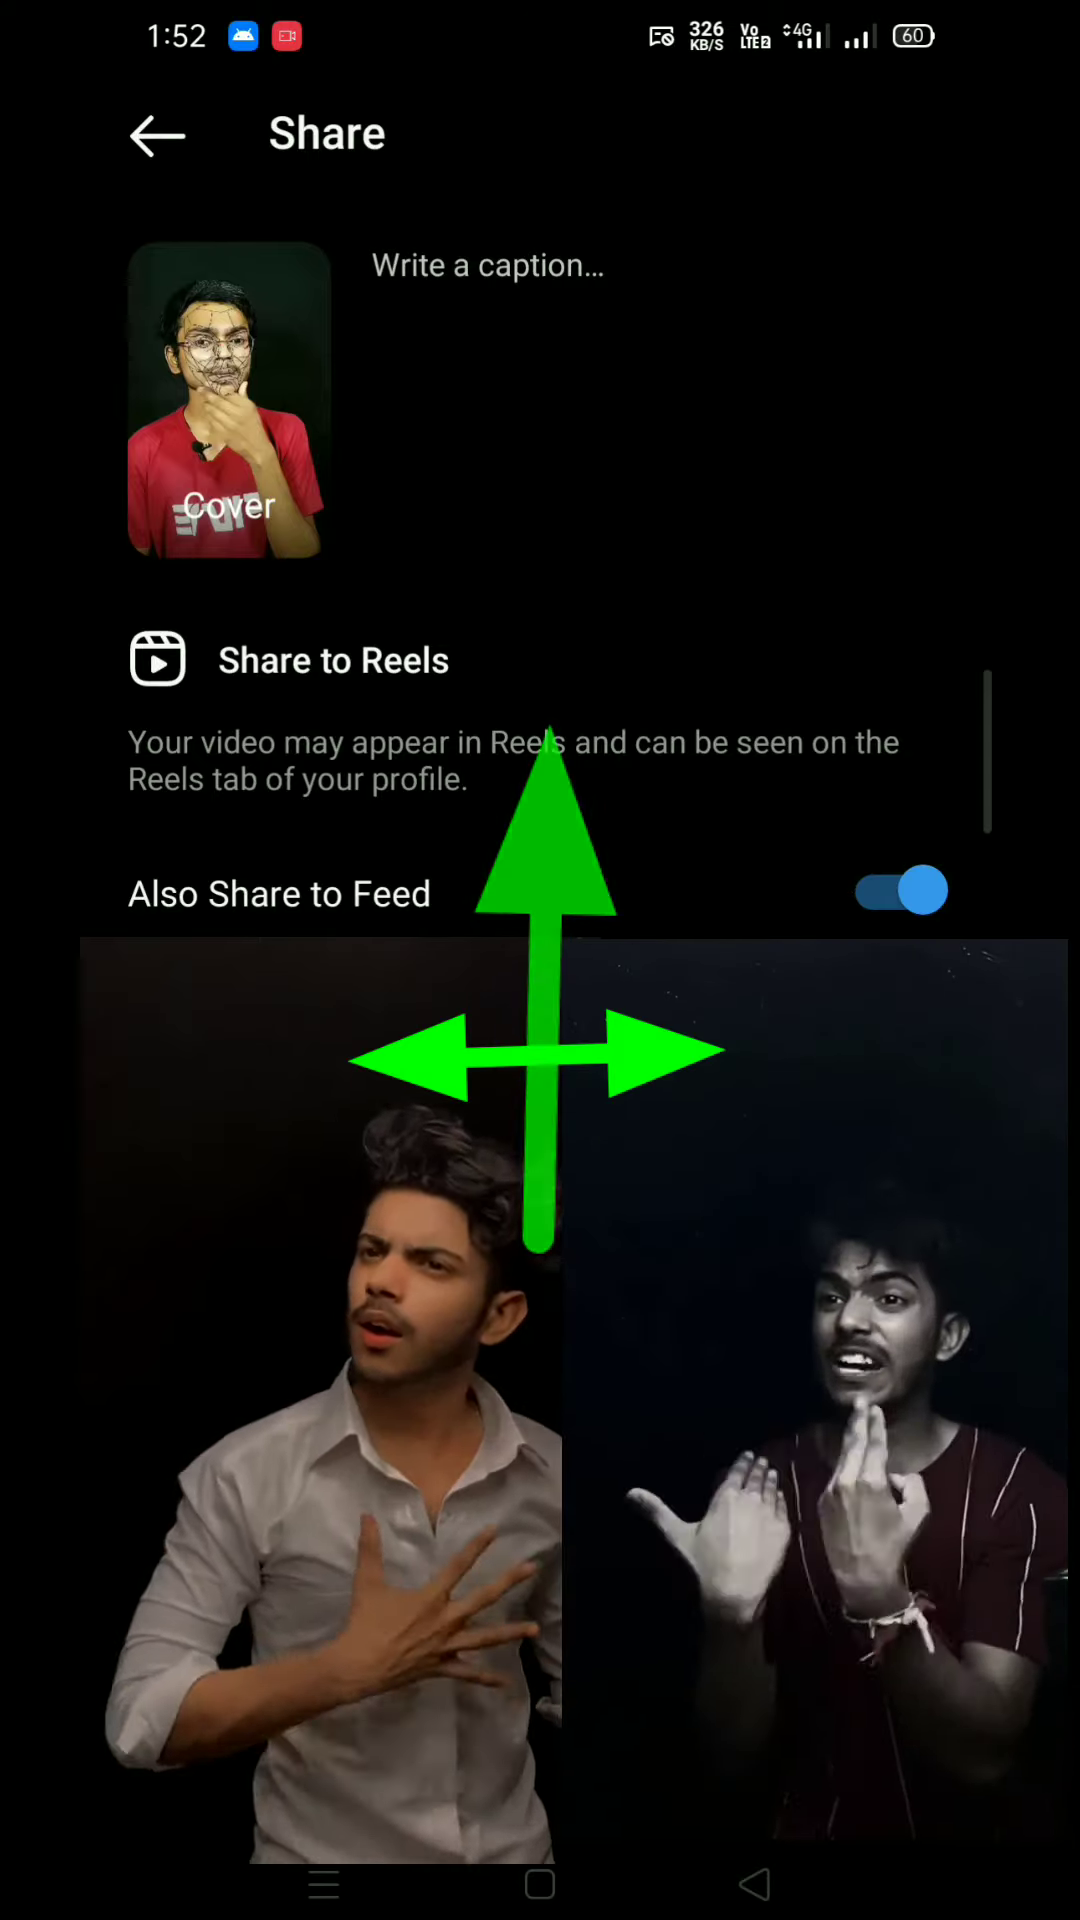 1:52
326 KB/S
Vo LTE2
4G
60
Share
Write a caption...
Cover
Share to Reels
Your video may appear in Reels and can be seen on the
Reels tab of your profile.
Also Share to Feed